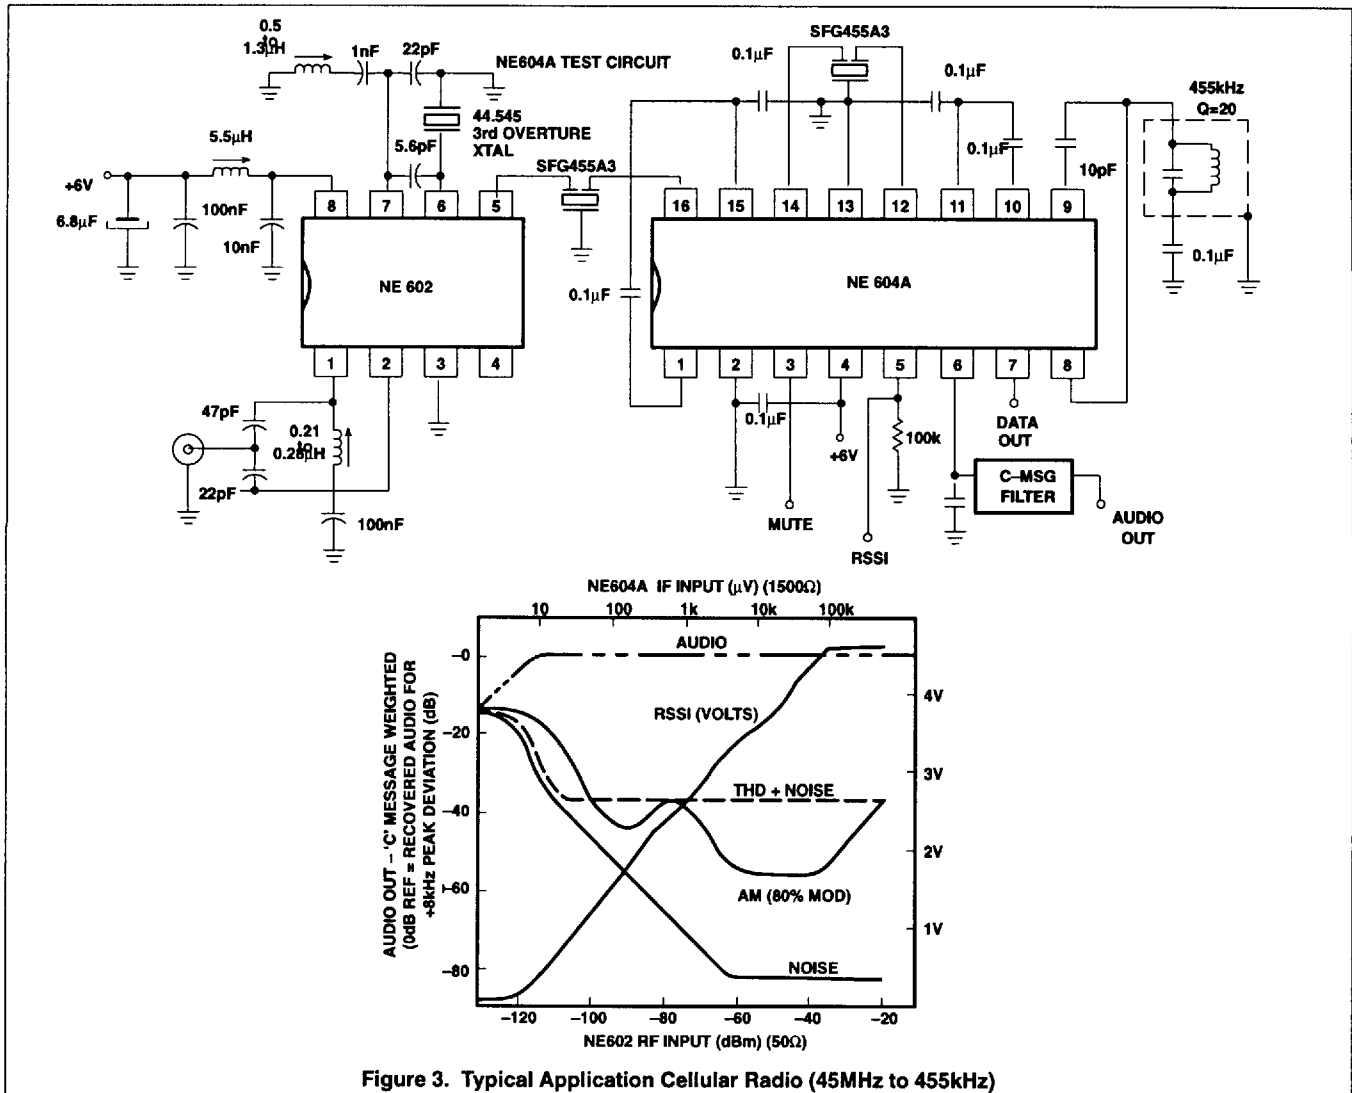 0.5
to
1.3µH
1nF
22pF
NE604A TEST CIRCUIT
44.545
3rd OVERTURE
XTAL
5.6pF
5.5µH
+6V
6.8µF
100nF
10nF
8
7
6
5
NE 602
1
2
3
4
47pF
0.21
to
0.28µH
22pF
100nF
SFG455A3
SFG455A3
0.1µF
0.1µF
0.1µF
10pF
455kHz
Q=20
0.1µF
16
15
14
13
12
11
10
9
0.1µF
NE 604A
1
2
3
4
5
6
7
8
0.1µF
+6V
100k
MUTE
RSSI
DATA
OUT
C–MSG
FILTER
AUDIO
OUT
NE604A IF INPUT (µV) (1500Ω)
10
100
1k
10k
100k
AUDIO OUT – 'C' MESSAGE WEIGHTED
(0dB REF = RECOVERED AUDIO FOR
+8kHz PEAK DEVIATION (dB)
–0
–20
–40
–60
–80
AUDIO
RSSI (VOLTS)
THD + NOISE
AM (80% MOD)
NOISE
4V
3V
2V
1V
–120
–100
–80
–60
–40
–20
NE602 RF INPUT (dBm) (50Ω)
Figure 3. Typical Application Cellular Radio (45MHz to 455kHz)